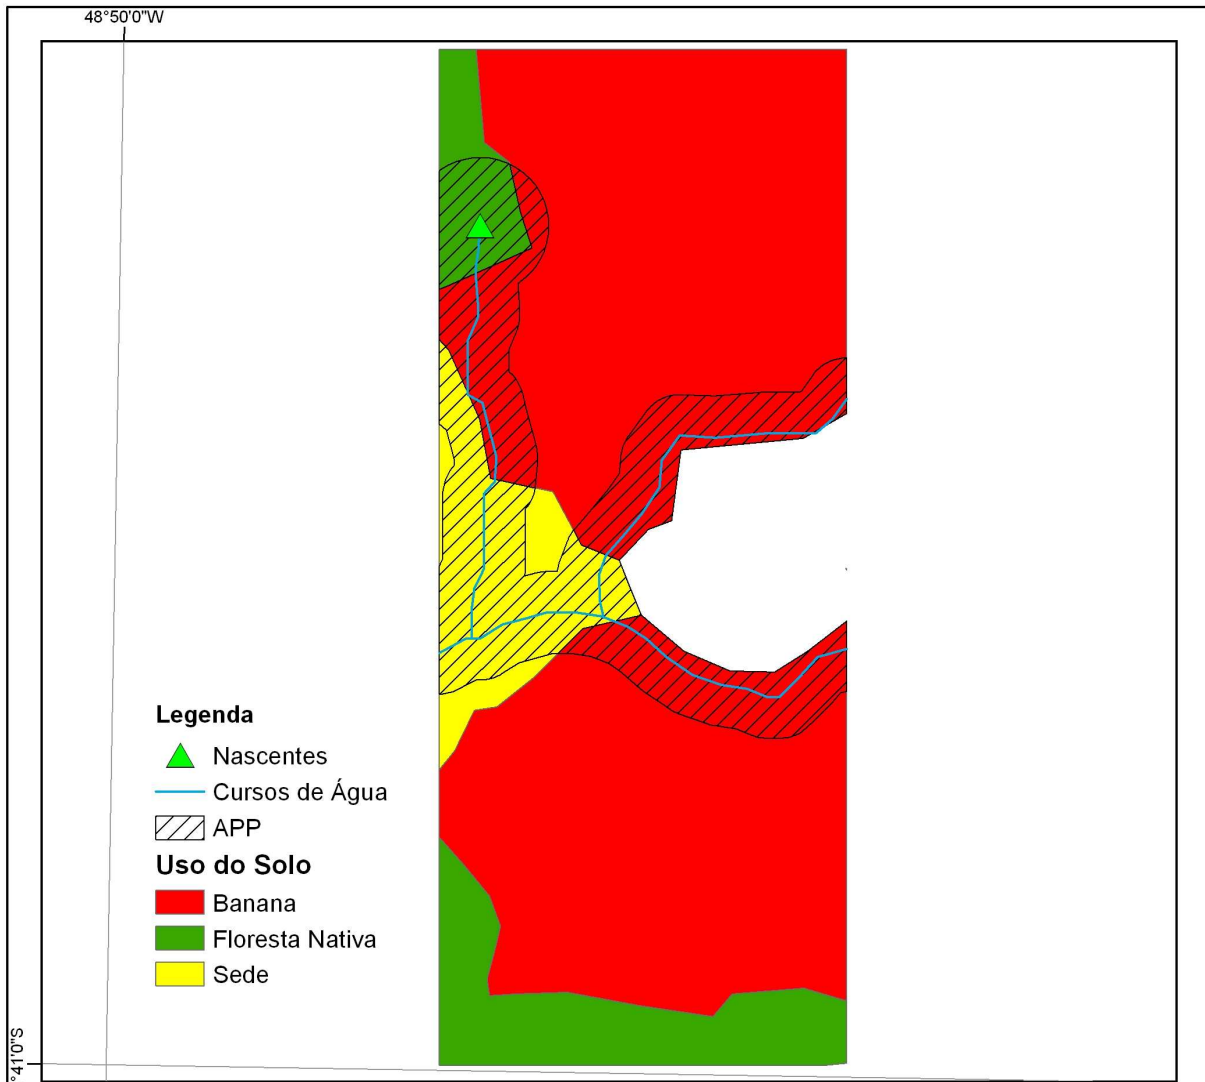 48°50'0"W
Legenda
Nascentes
Cursos de Água
APP
Uso do Solo
Banana
Floresta Nativa
Sede
°41'0"S